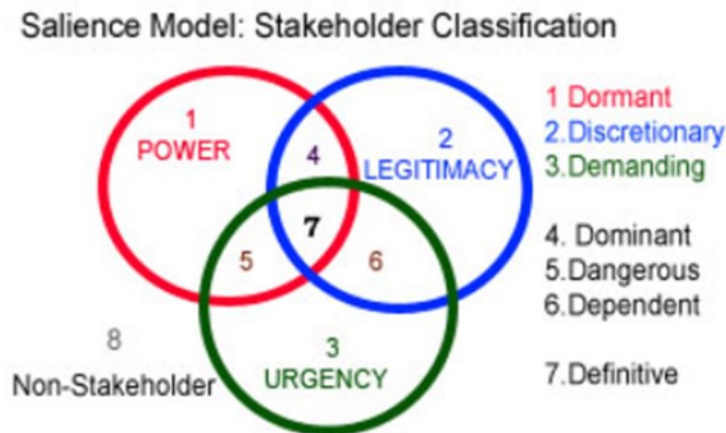 Salience Model: Stakeholder Classification
1
POWER
4
2
LEGITIMACY
7
5
6
3
URGENCY
8
Non-Stakeholder
1 Dormant
2.Discretionary
3.Demanding
4. Dominant
5.Dangerous
6.Dependent
7.Definitive